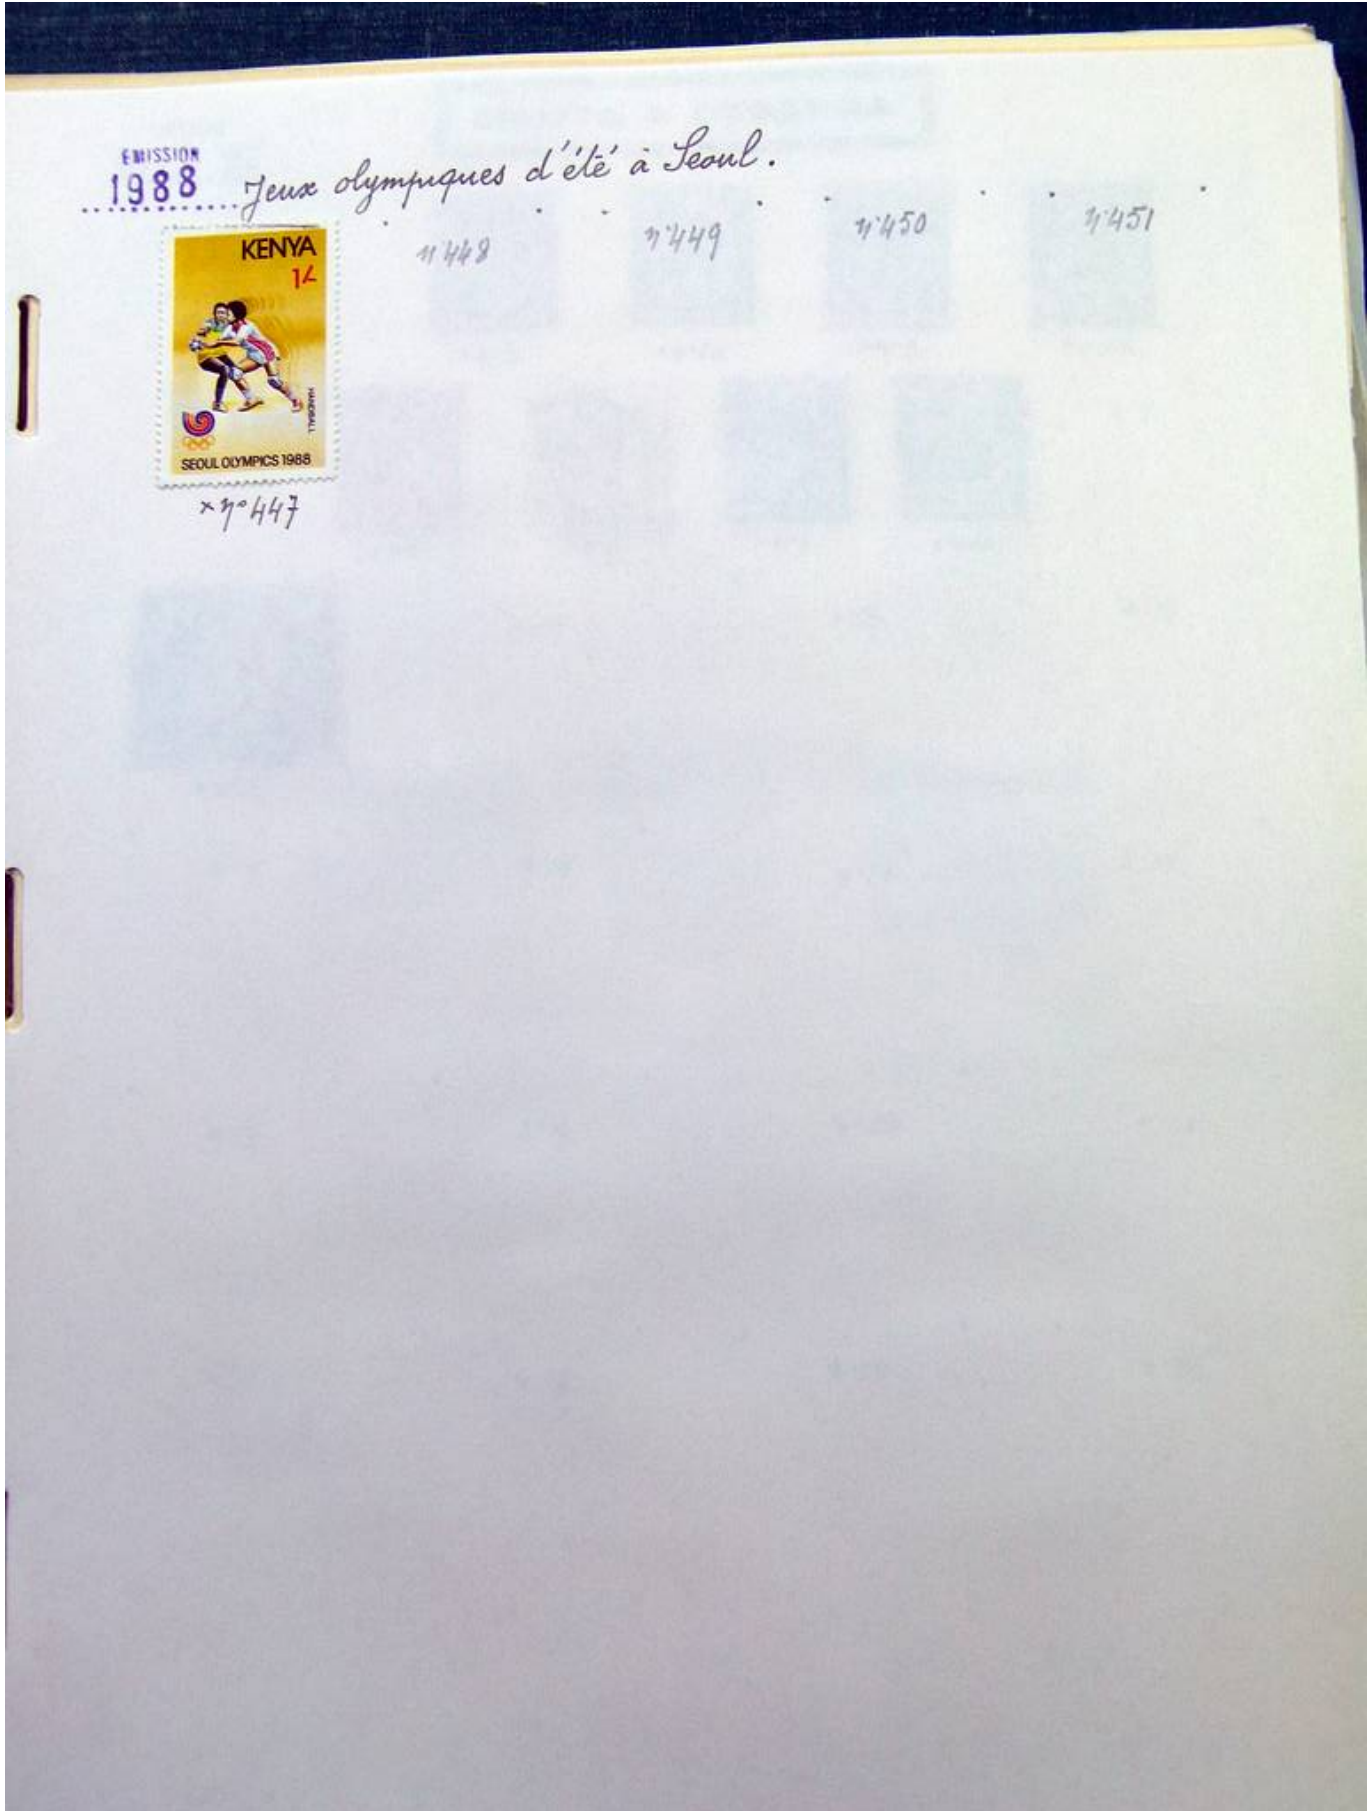 EMISSION
1988 Jeux olympiques d'été à Seoul.
KENYA
1/-
HANDBALL
SEOUL OLYMPICS 1988
n°448
n°449
n°450
n°451
× n°447